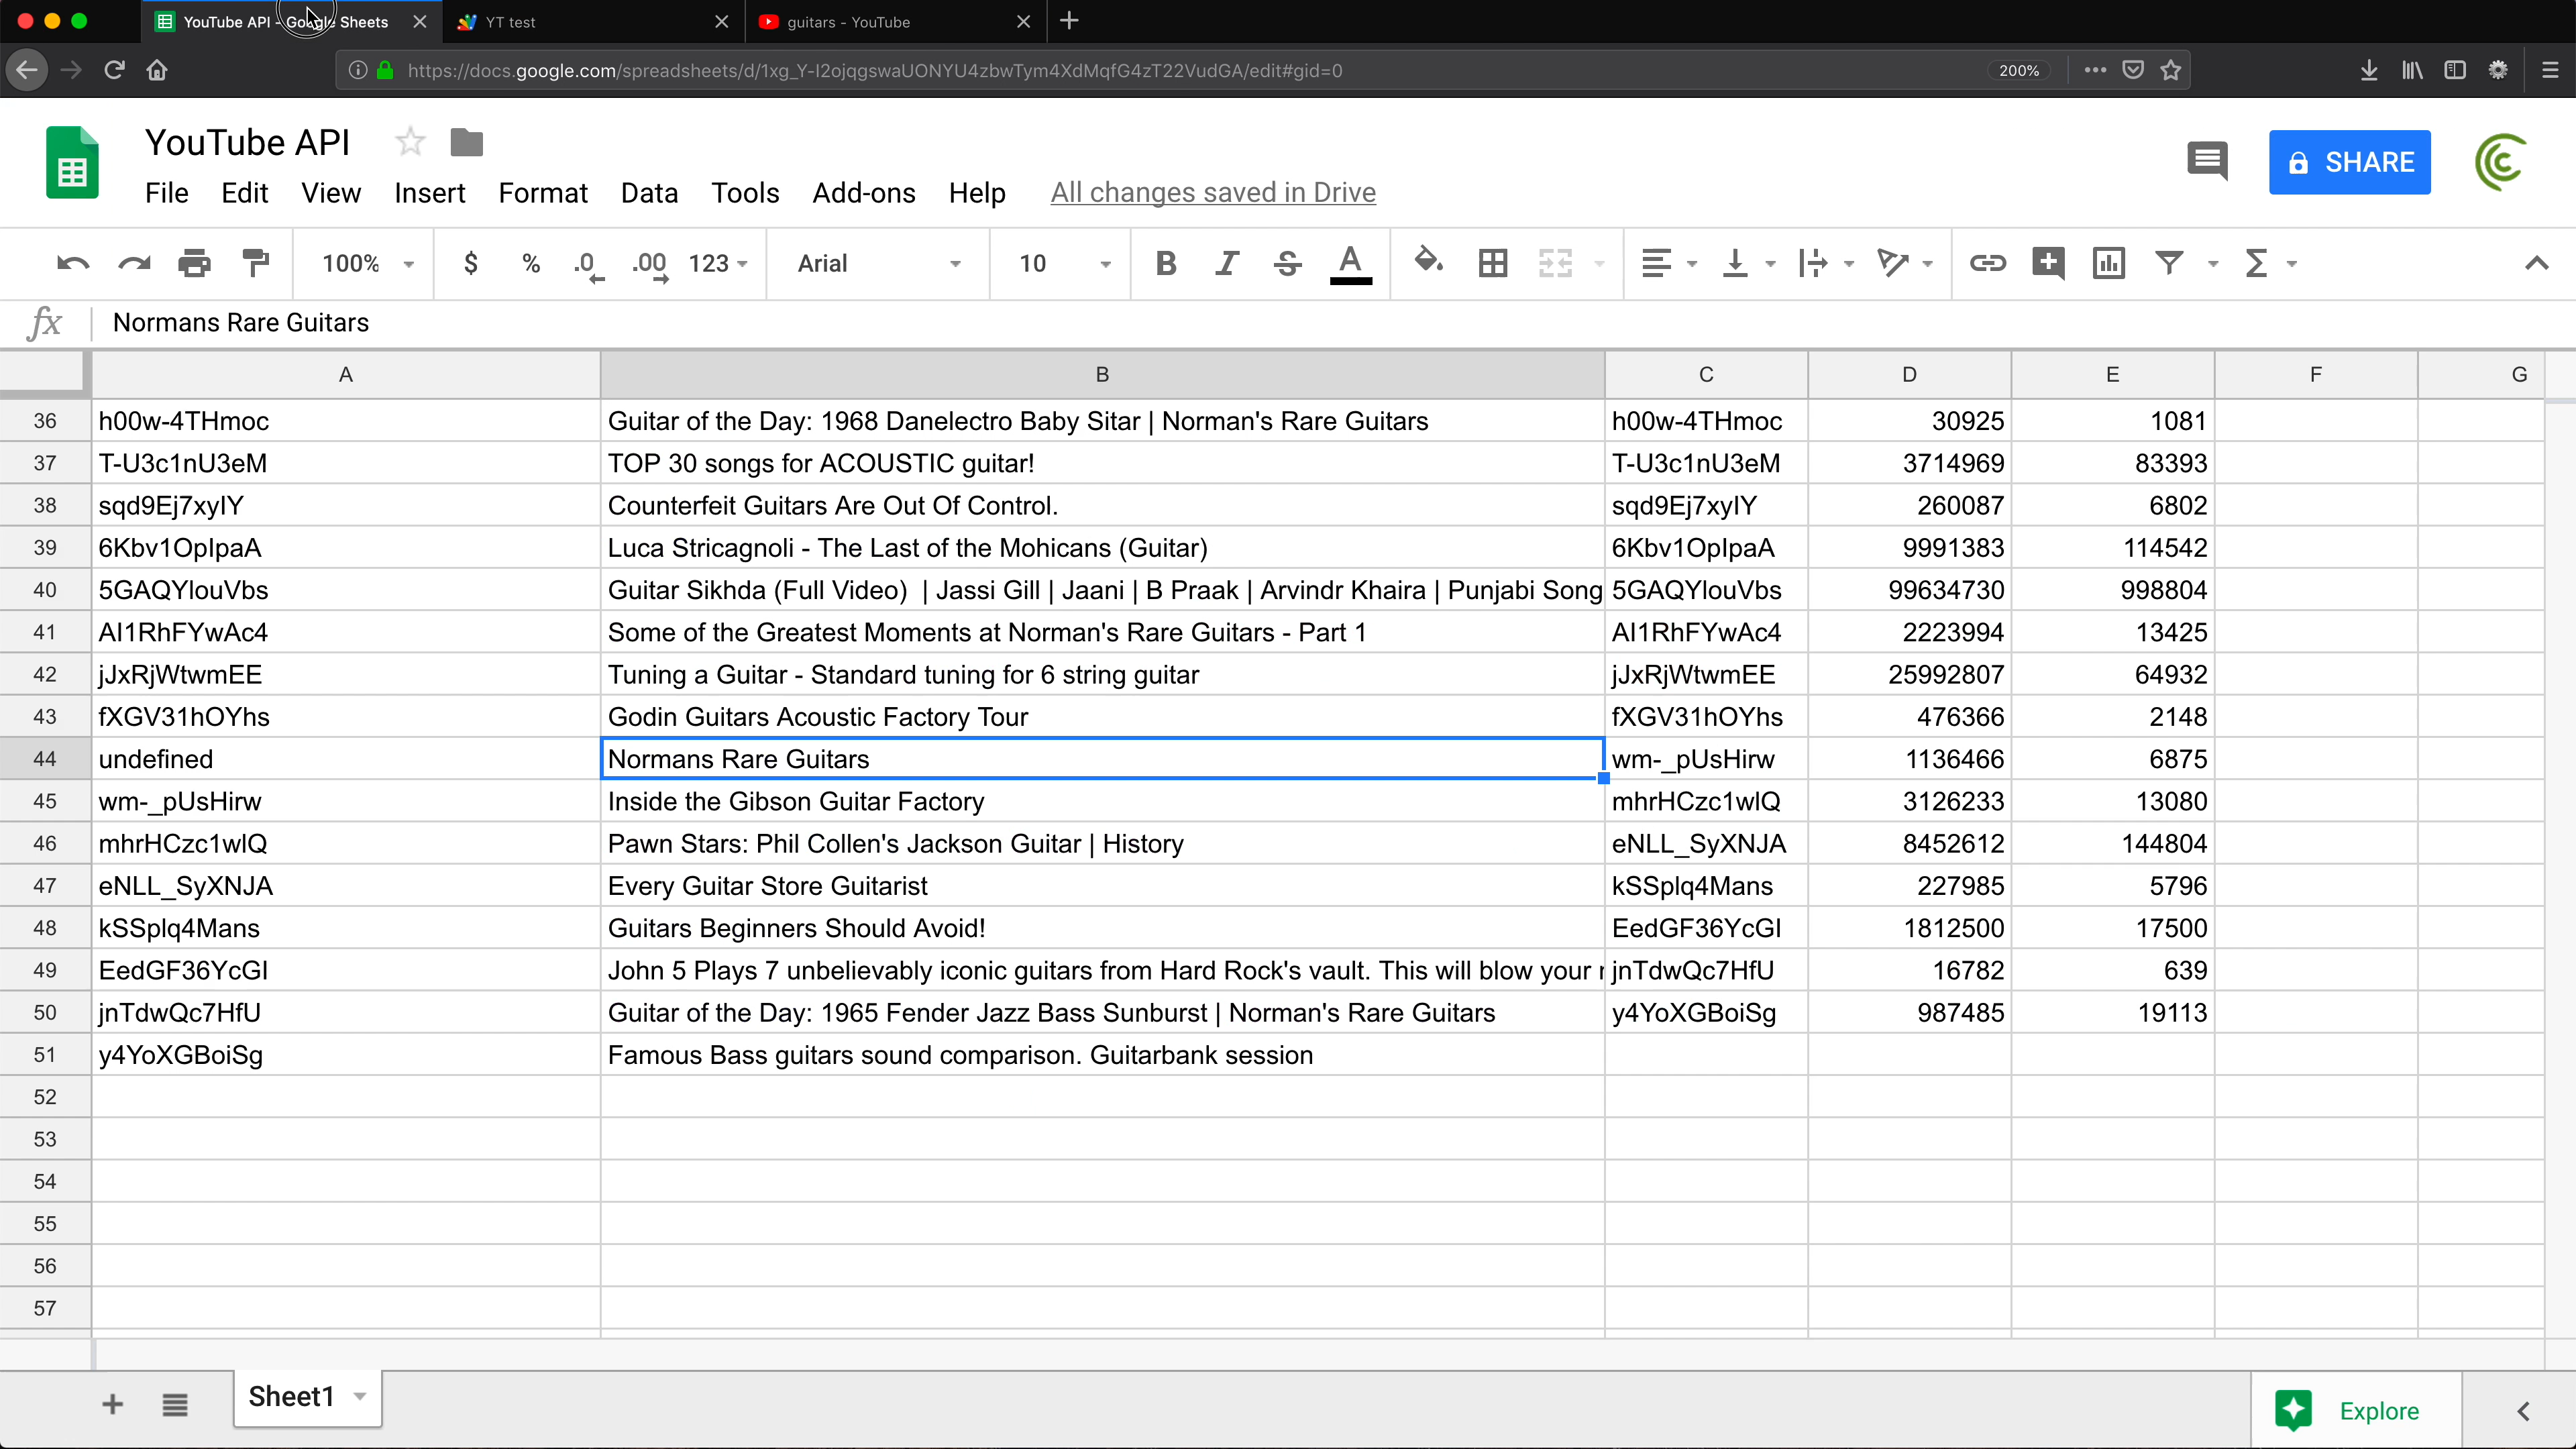 YouTube API - Google Sheets
YT test
guitars - YouTube
https://docs.google.com/spreadsheets/d/1xg_Y-I2ojqgswaUONYU4zbwTym4XdMqfG4zT22VudGA/edit#gid=0
200%
YouTube API
File Edit View Insert Format Data Tools Add-ons Help All changes saved in Drive
SHARE
100% $ % .0 .00 123 Arial 10 B I S A
fx Normans Rare Guitars
A B C D E F G
36 h00w-4THmoc Guitar of the Day: 1968 Danelectro Baby Sitar | Norman's Rare Guitars h00w-4THmoc 30925 1081
37 T-U3c1nU3eM TOP 30 songs for ACOUSTIC guitar! T-U3c1nU3eM 3714969 83393
38 sqd9Ej7xyIY Counterfeit Guitars Are Out Of Control. sqd9Ej7xyIY 260087 6802
39 6Kbv1OpIpaA Luca Stricagnoli - The Last of the Mohicans (Guitar) 6Kbv1OpIpaA 9991383 114542
40 5GAQYlouVbs Guitar Sikhda (Full Video) | Jassi Gill | Jaani | B Praak | Arvindr Khaira | Punjabi Song 5GAQYlouVbs 99634730 998804
41 AI1RhFYwAc4 Some of the Greatest Moments at Norman's Rare Guitars - Part 1 AI1RhFYwAc4 2223994 13425
42 jJxRjWtwmEE Tuning a Guitar - Standard tuning for 6 string guitar jJxRjWtwmEE 25992807 64932
43 fXGV31hOYhs Godin Guitars Acoustic Factory Tour fXGV31hOYhs 476366 2148
44 undefined Normans Rare Guitars wm-_pUsHirw 1136466 6875
45 wm-_pUsHirw Inside the Gibson Guitar Factory mhrHCzc1wlQ 3126233 13080
46 mhrHCzc1wlQ Pawn Stars: Phil Collen's Jackson Guitar | History eNLL_SyXNJA 8452612 144804
47 eNLL_SyXNJA Every Guitar Store Guitarist kSSplq4Mans 227985 5796
48 kSSplq4Mans Guitars Beginners Should Avoid! EedGF36YcGI 1812500 17500
49 EedGF36YcGI John 5 Plays 7 unbelievably iconic guitars from Hard Rock's vault. This will blow your jnTdwQc7HfU 16782 639
50 jnTdwQc7HfU Guitar of the Day: 1965 Fender Jazz Bass Sunburst | Norman's Rare Guitars y4YoXGBoiSg 987485 19113
51 y4YoXGBoiSg Famous Bass guitars sound comparison. Guitarbank session
52
53
54
55
56
57
Sheet1
Explore